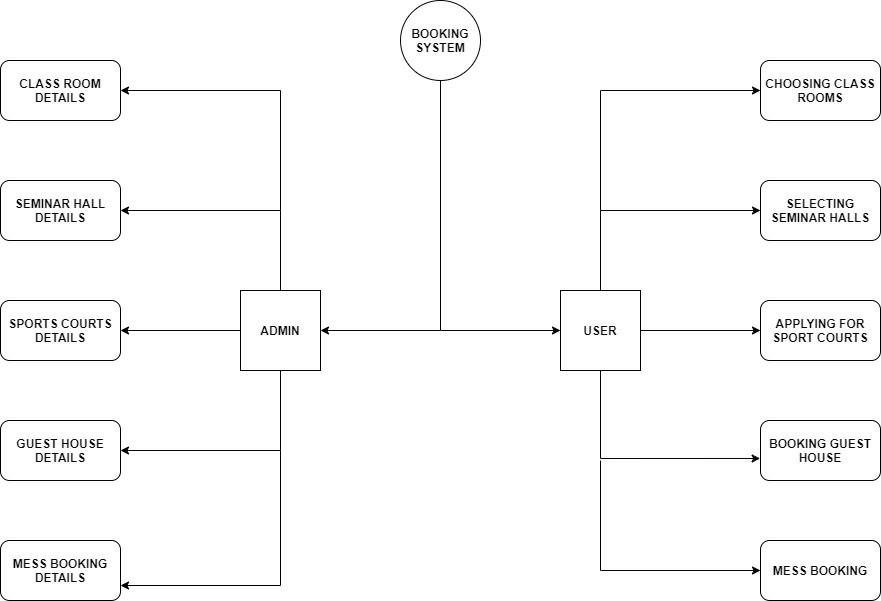 BOOKING
SYSTEM
CLASS ROOM
DETAILS
SEMINAR HALL
DETAILS
SPORTS COURTS
DETAILS
GUEST HOUSE
DETAILS
MESS BOOKING
DETAILS
ADMIN
USER
CHOOSING CLASS
ROOMS
SELECTING
SEMINAR HALLS
APPLYING FOR
SPORT COURTS
BOOKING GUEST
HOUSE
MESS BOOKING